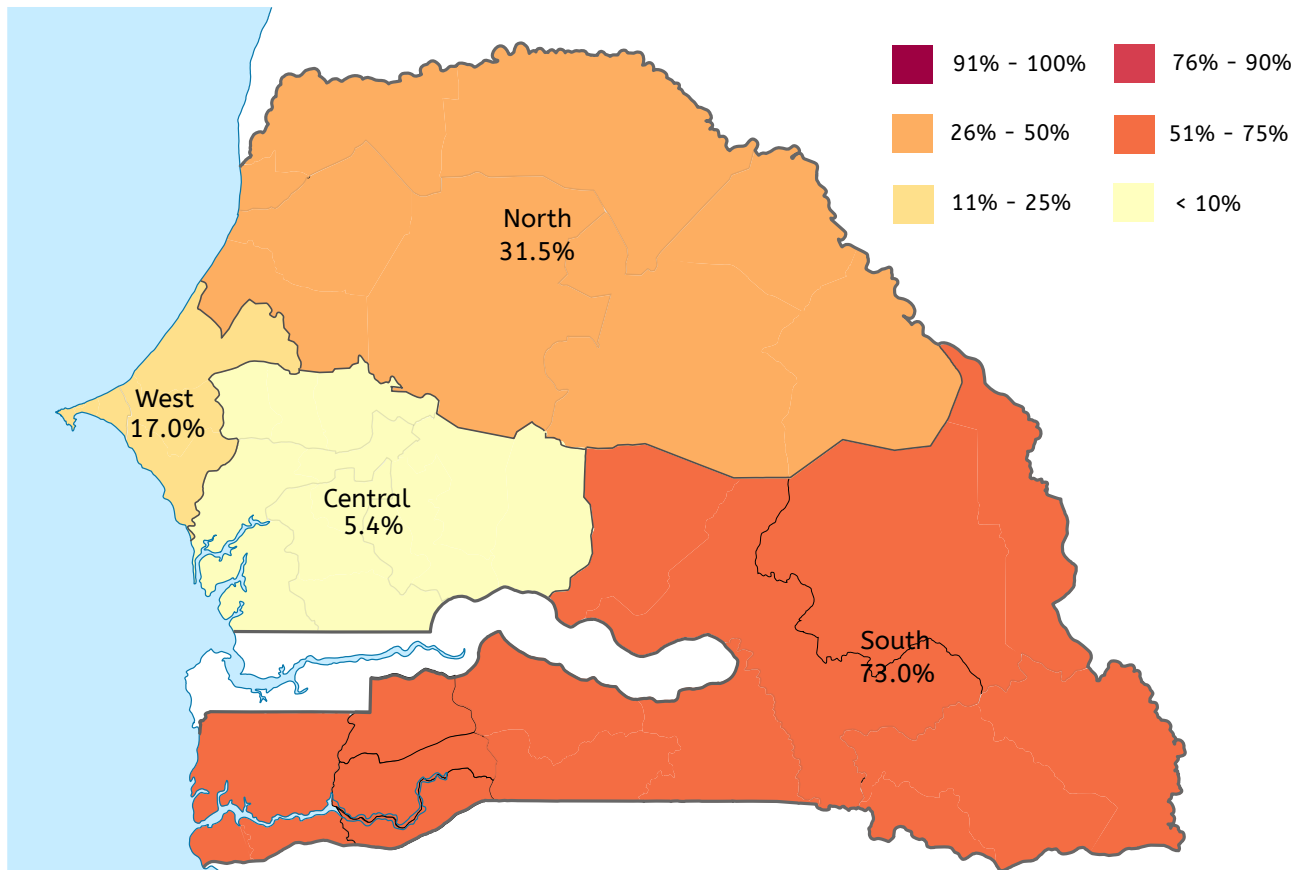 91% - 100%
76% - 90%
26% - 50%
51% - 75%
11% - 25%
< 10%
North
31.5%
West
17.0%
Central
5.4%
South
73.0%